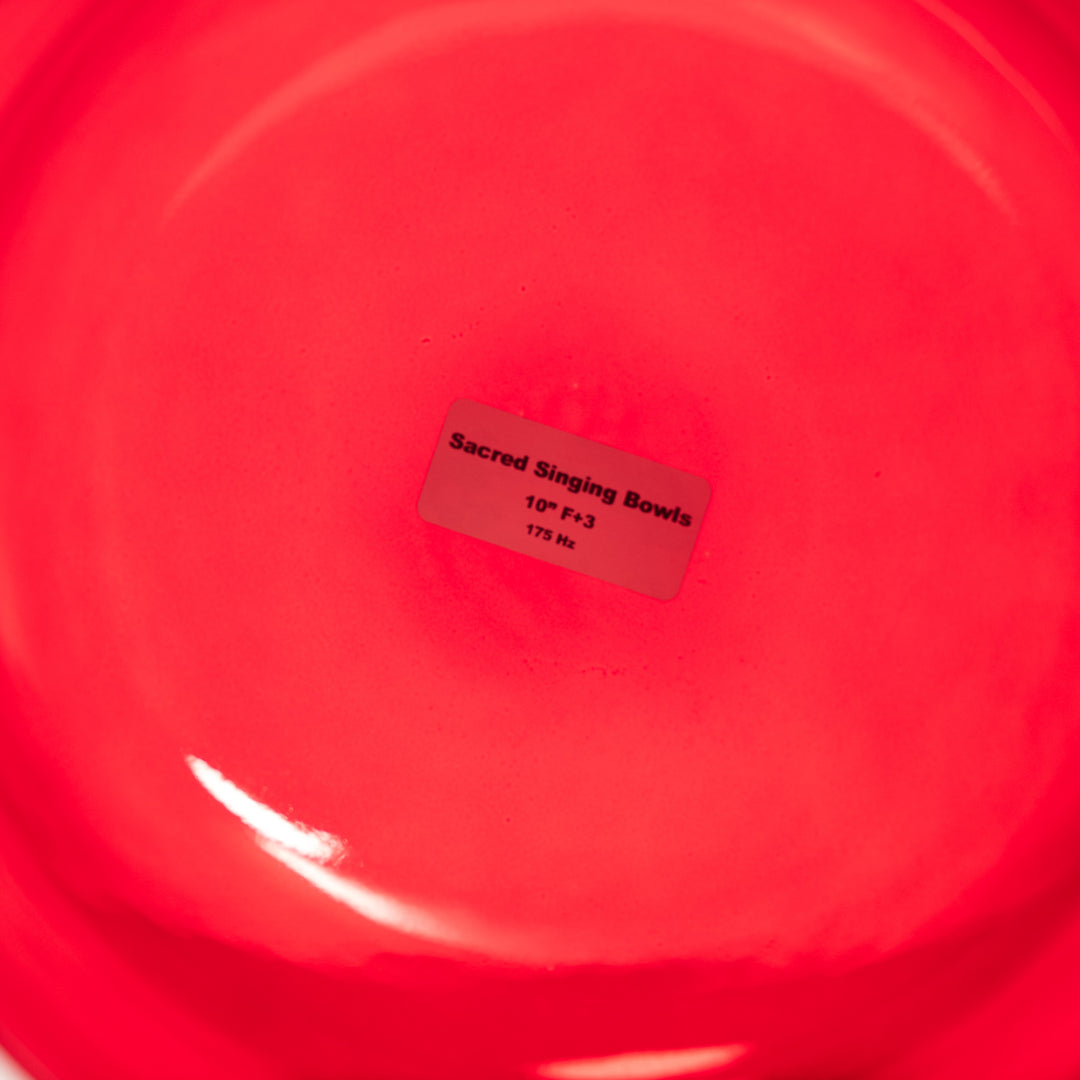 Sacred Singing Bowls
10" F+3
175 Hz